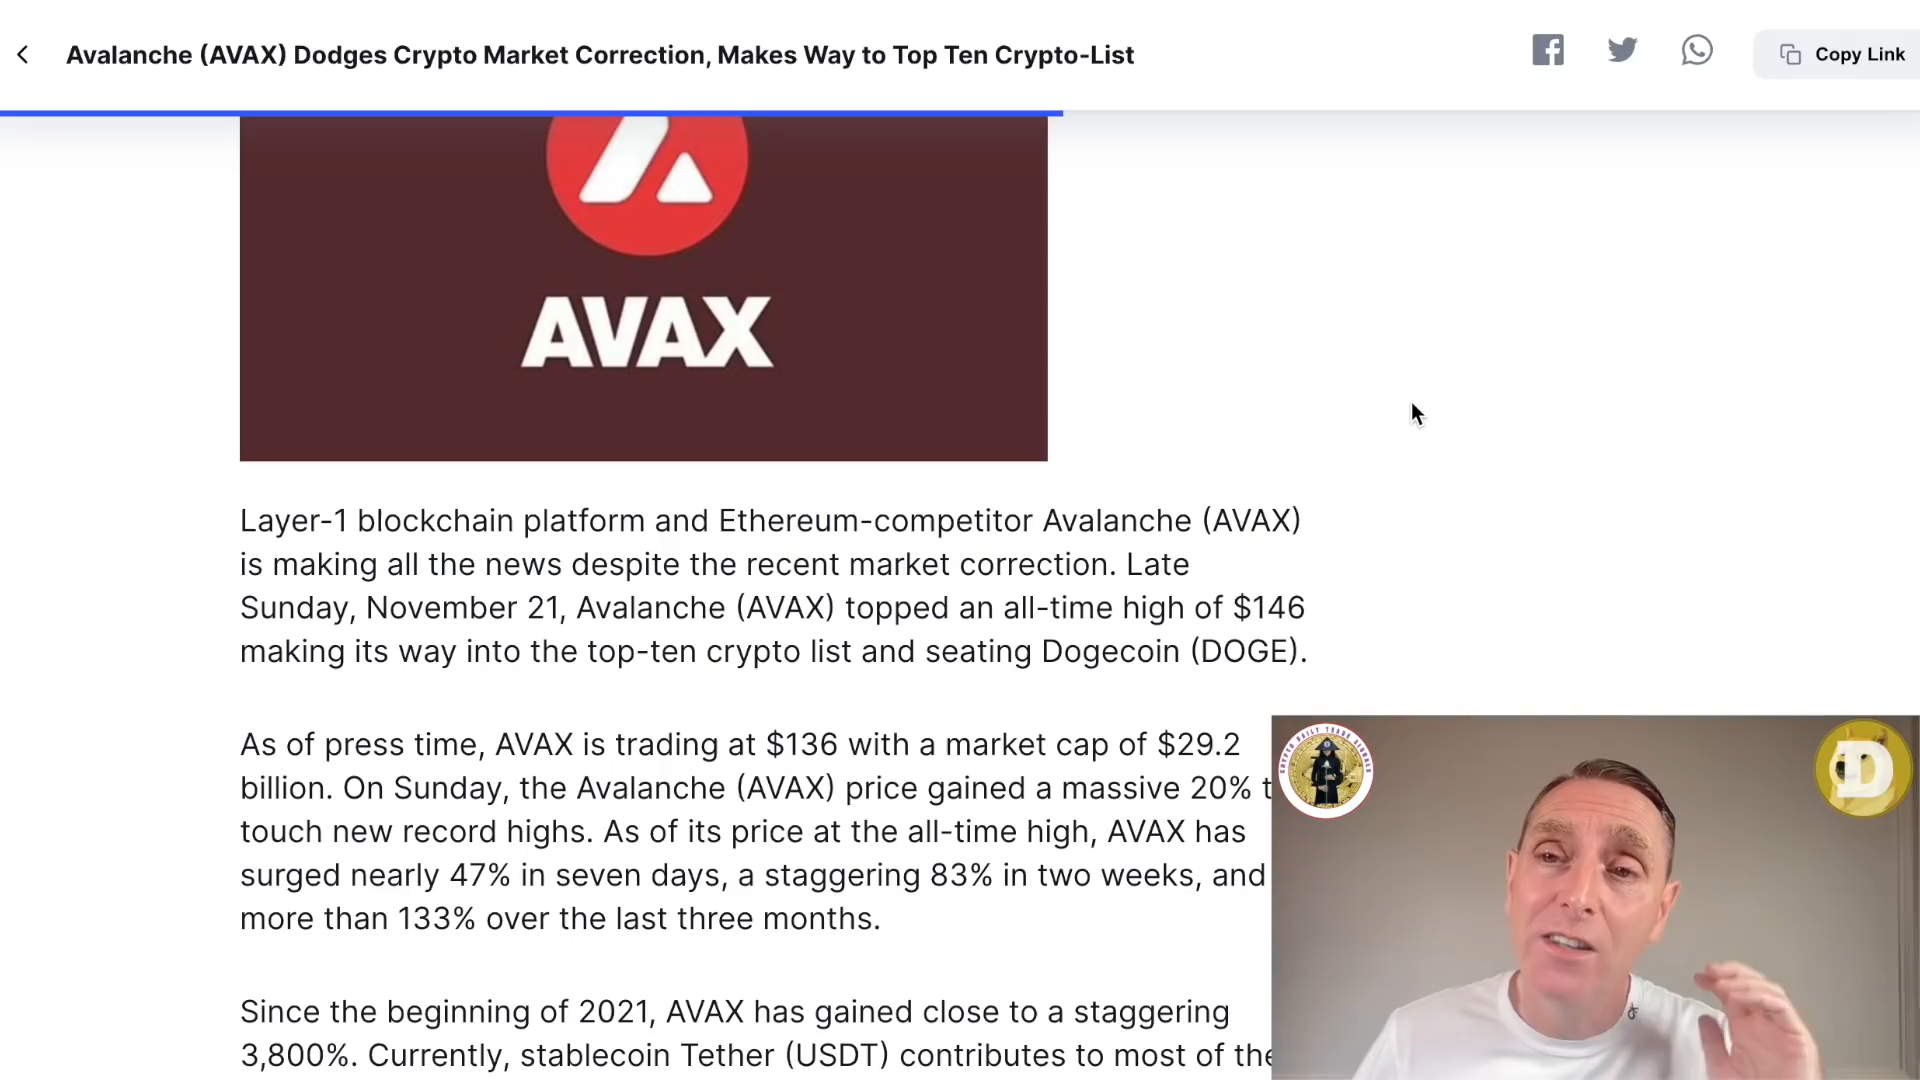 Avalanche (AVAX) Dodges Crypto Market Correction, Makes Way to Top Ten Crypto-List
Copy Link
AVAX
Layer-1 blockchain platform and Ethereum-competitor Avalanche (AVAX)
is making all the news despite the recent market correction. Late
Sunday, November 21, Avalanche (AVAX) topped an all-time high of $146
making its way into the top-ten crypto list and seating Dogecoin (DOGE).
As of press time, AVAX is trading at $136 with a market cap of $29.2
billion. On Sunday, the Avalanche (AVAX) price gained a massive 20% t
touch new record highs. As of its price at the all-time high, AVAX has
surged nearly 47% in seven days, a staggering 83% in two weeks, and
more than 133% over the last three months.
CRYPTO DAILY TRADE SIGNALS
D
Since the beginning of 2021, AVAX has gained close to a staggering
3,800%. Currently, stablecoin Tether (USDT) contributes to most of the